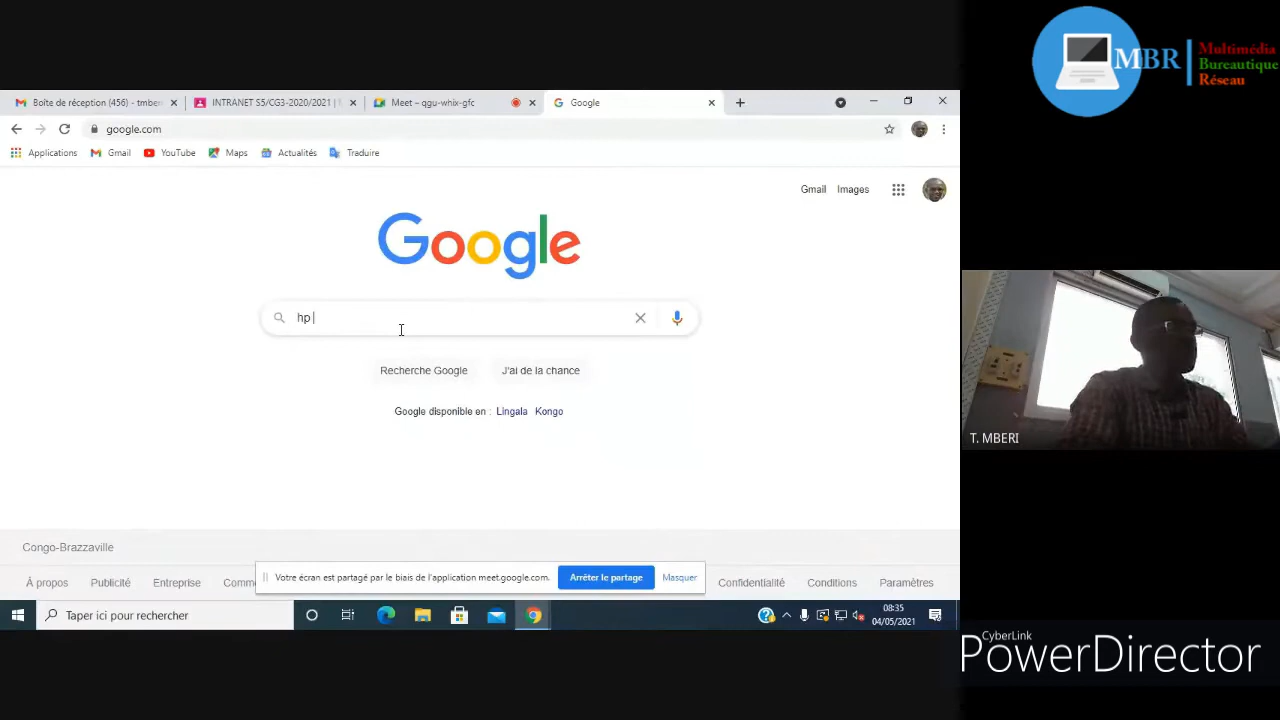 MBR
Multimédia
Bureautique
Réseau
Boîte de réception (456) - tmber
INTRANET S5/CG3-2020/2021 |
Meet – qgu-whix-gfc
Google
google.com
Applications
Gmail
YouTube
Maps
Actualités
Traduire
Gmail
Images
Google
hp
Recherche Google
J'ai de la chance
Google disponible en : Lingala Kongo
T. MBERI
Congo-Brazzaville
À propos
Publicité
Entreprise
Comm
Votre écran est partagé par le biais de l'application meet.google.com.
Arrêter le partage
Masquer
Confidentialité
Conditions
Paramètres
Taper ici pour rechercher
08:35
04/05/2021
CyberLink
PowerDirector